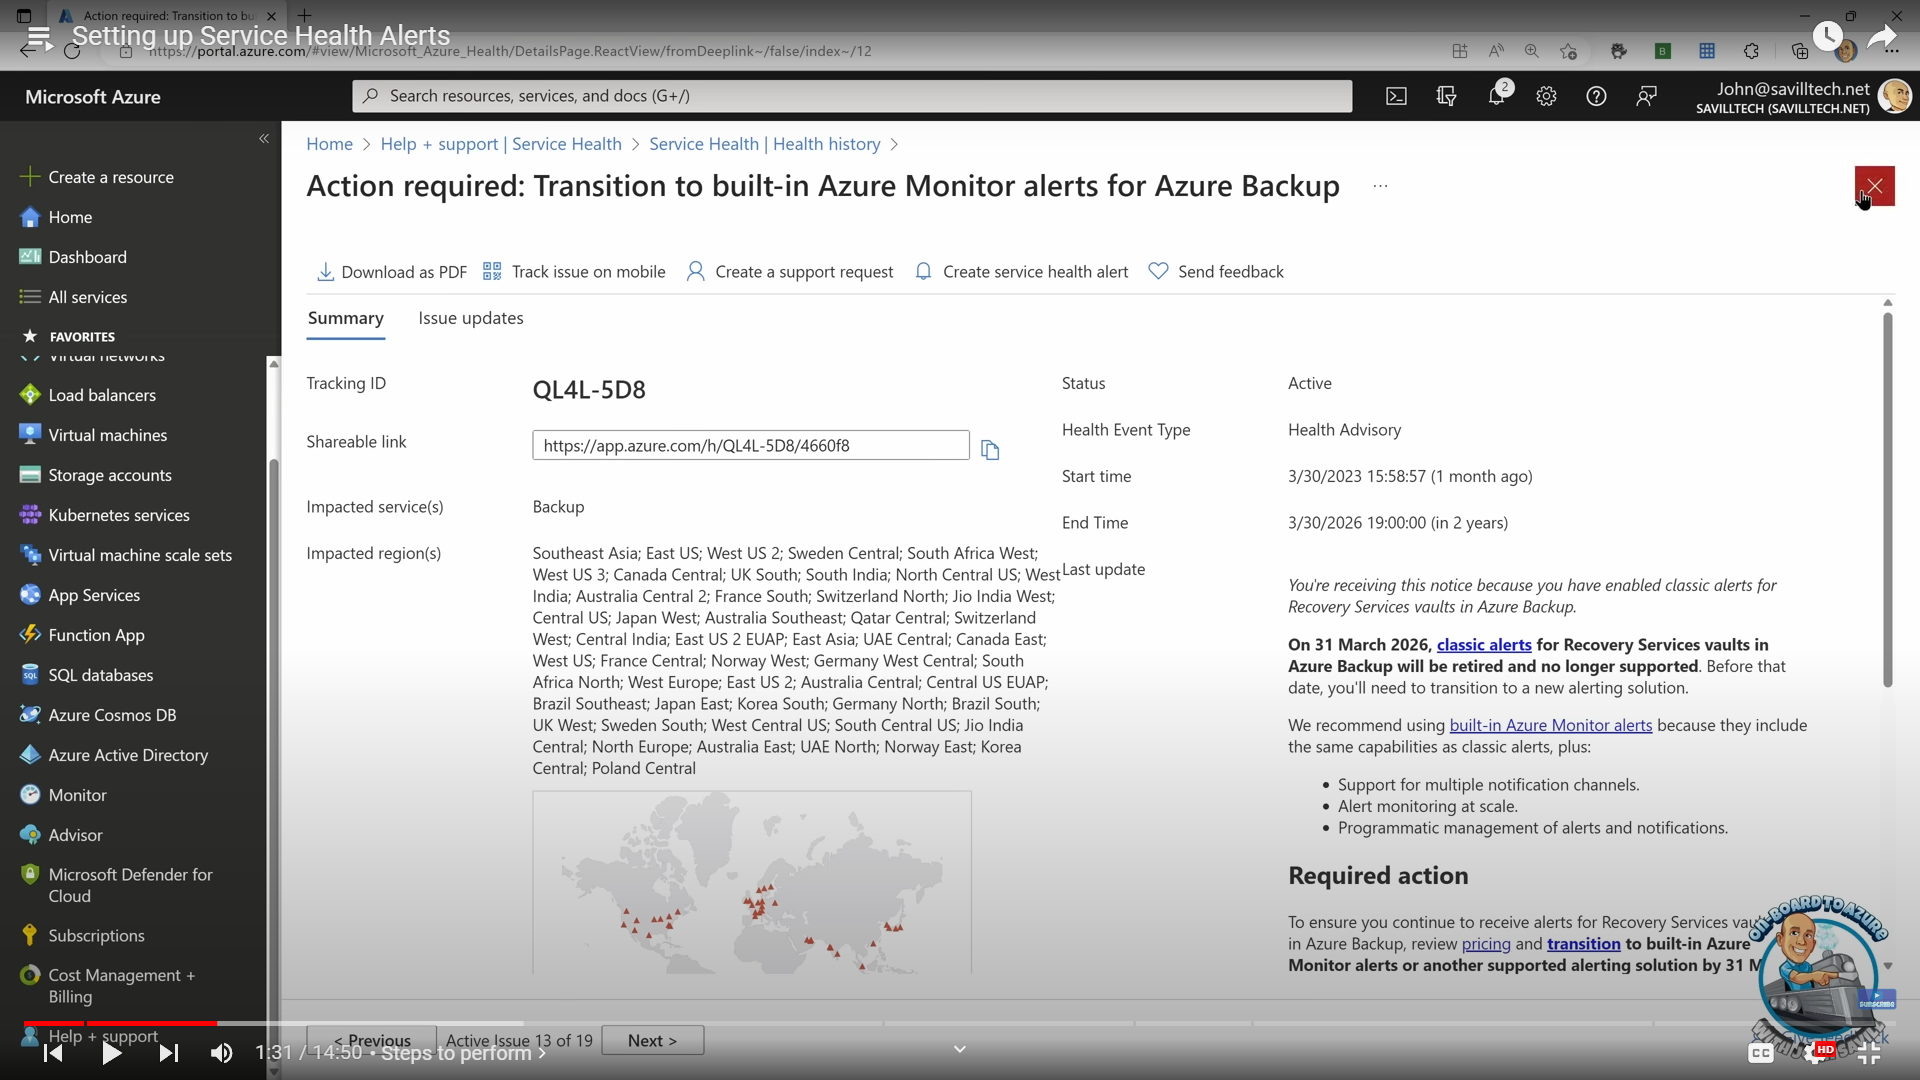 Action required: Transition to bu
Setting up Service Health Alerts
https://portal.azure.com/#view/Microsoft_Azure_Health/DetailsPage.ReactView/fromDeeplink~/false/index~/12
Microsoft Azure
Search resources, services, and docs (G+/)
2
John@savilltech.net
SAVILLTECH (SAVILLTECH.NET)
Home > Help + support | Service Health > Service Health | Health history >
Action required: Transition to built-in Azure Monitor alerts for Azure Backup ...
Create a resource
Home
Dashboard
All services
FAVORITES
Virtual networks
Load balancers
Virtual machines
Storage accounts
Kubernetes services
Virtual machine scale sets
App Services
Function App
SQL databases
Azure Cosmos DB
Azure Active Directory
Monitor
Advisor
Microsoft Defender for
Cloud
Subscriptions
Cost Management +
Billing
Help + support
Download as PDF
Track issue on mobile
Create a support request
Create service health alert
Send feedback
Summary
Issue updates
Tracking ID
QL4L-5D8
Shareable link
https://app.azure.com/h/QL4L-5D8/4660f8
Impacted service(s)
Backup
Impacted region(s)
Southeast Asia; East US; West US 2; Sweden Central; South Africa West;
West US 3; Canada Central; UK South; South India; North Central US; West
India; Australia Central 2; France South; Switzerland North; Jio India West;
Central US; Japan West; Australia Southeast; Qatar Central; Switzerland
West; Central India; East US 2 EUAP; East Asia; UAE Central; Canada East;
West US; France Central; Norway West; Germany West Central; South
Africa North; West Europe; East US 2; Australia Central; Central US EUAP;
Brazil Southeast; Japan East; Korea South; Germany North; Brazil South;
UK West; Sweden South; West Central US; South Central US; Jio India
Central; North Europe; Australia East; UAE North; Norway East; Korea
Central; Poland Central
Status
Active
Health Event Type
Health Advisory
Start time
3/30/2023 15:58:57 (1 month ago)
End Time
3/30/2026 19:00:00 (in 2 years)
Last update
You're receiving this notice because you have enabled classic alerts for
Recovery Services vaults in Azure Backup.
On 31 March 2026, classic alerts for Recovery Services vaults in
Azure Backup will be retired and no longer supported. Before that
date, you'll need to transition to a new alerting solution.
We recommend using built-in Azure Monitor alerts because they include
the same capabilities as classic alerts, plus:
• Support for multiple notification channels.
• Alert monitoring at scale.
• Programmatic management of alerts and notifications.
Required action
To ensure you continue to receive alerts for Recovery Services vau
in Azure Backup, review pricing and transition to built-in Azure
Monitor alerts or another supported alerting solution by 31 M
ON-BOARD TO AZURE
SUBSCRIBE
< Previous
Active Issue 13 of 19
Next >
1:31 / 14:50 • Steps to perform >
CC
HD